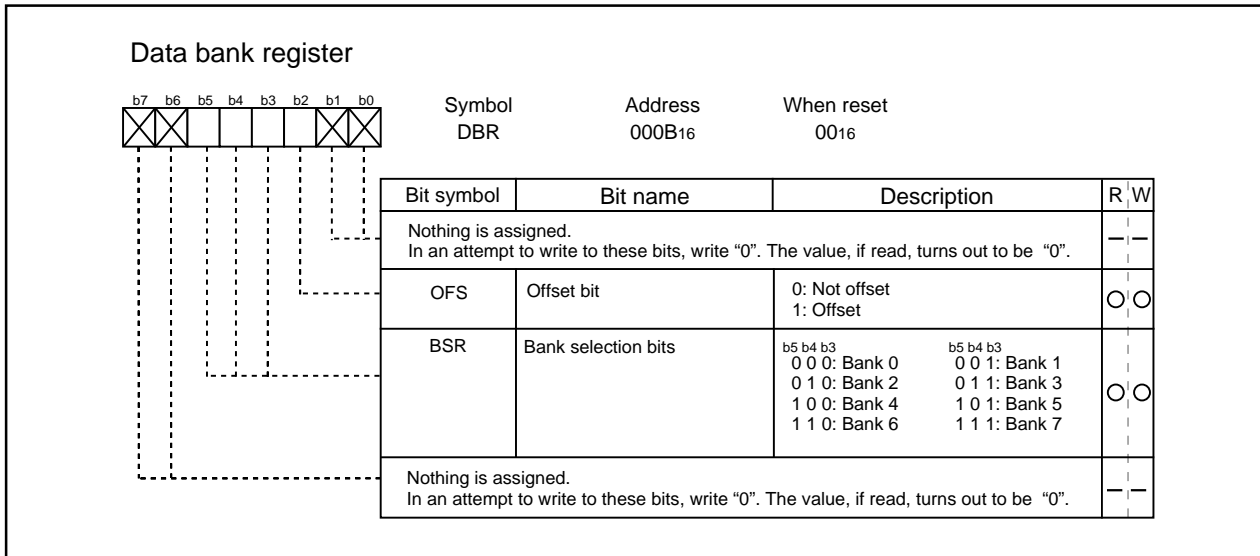 Data bank register
b7 b6 b5 b4 b3 b2 b1 b0
Symbol Address When reset
DBR 000B16 0016
Bit symbol Bit name Description R W
Nothing is assigned.
In an attempt to write to these bits, write “0”. The value, if read, turns out to be “0”.
OFS Offset bit 0: Not offset
1: Offset
BSR Bank selection bits b5 b4 b3 b5 b4 b3
0 0 0: Bank 0 0 0 1: Bank 1
0 1 0: Bank 2 0 1 1: Bank 3
1 0 0: Bank 4 1 0 1: Bank 5
1 1 0: Bank 6 1 1 1: Bank 7
Nothing is assigned.
In an attempt to write to these bits, write “0”. The value, if read, turns out to be “0”.